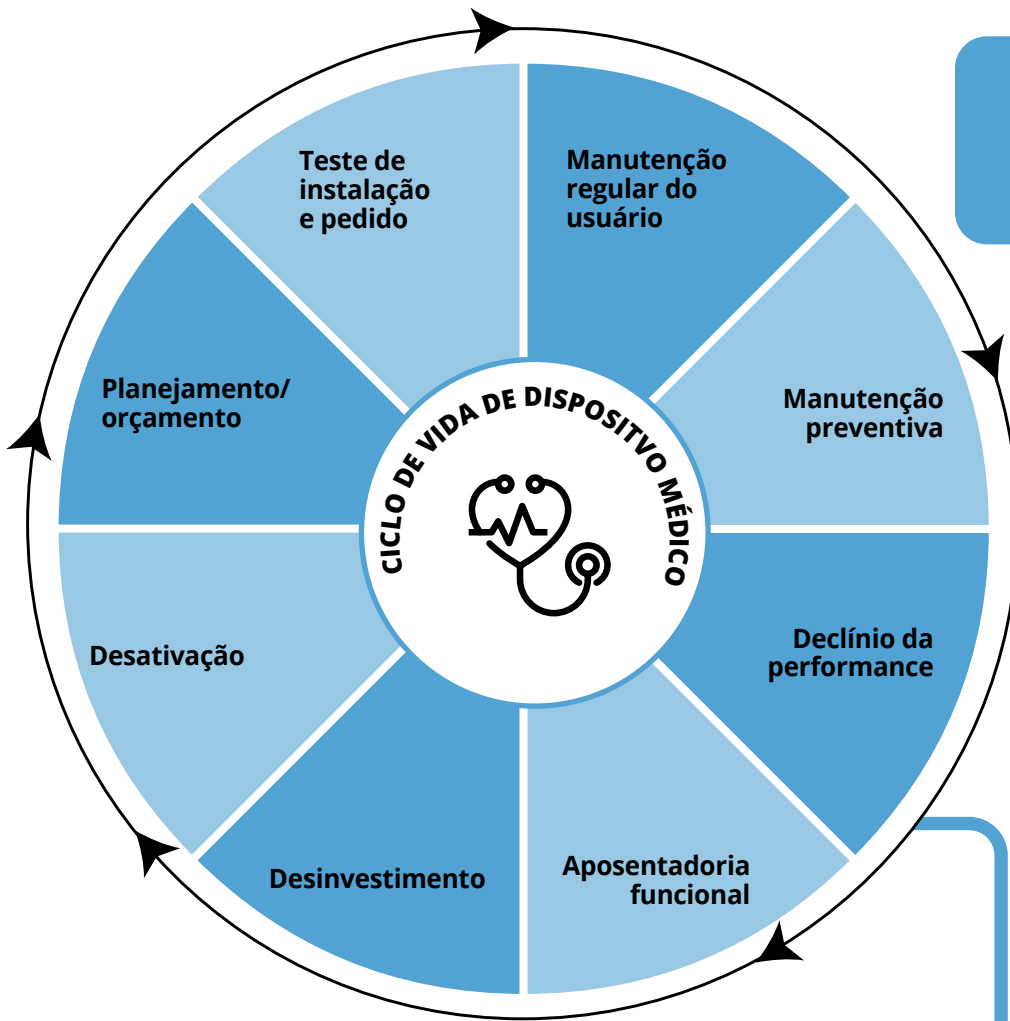 Teste de
instalação
e pedido
Manutenção
regular do
usuário
Planejamento/
orçamento
Manutenção
preventiva
CICLO DE VIDA DE DISPOSITVO MÉDICO
Desativação
Declínio da
performance
Desinvestimento
Aposentadoria
funcional